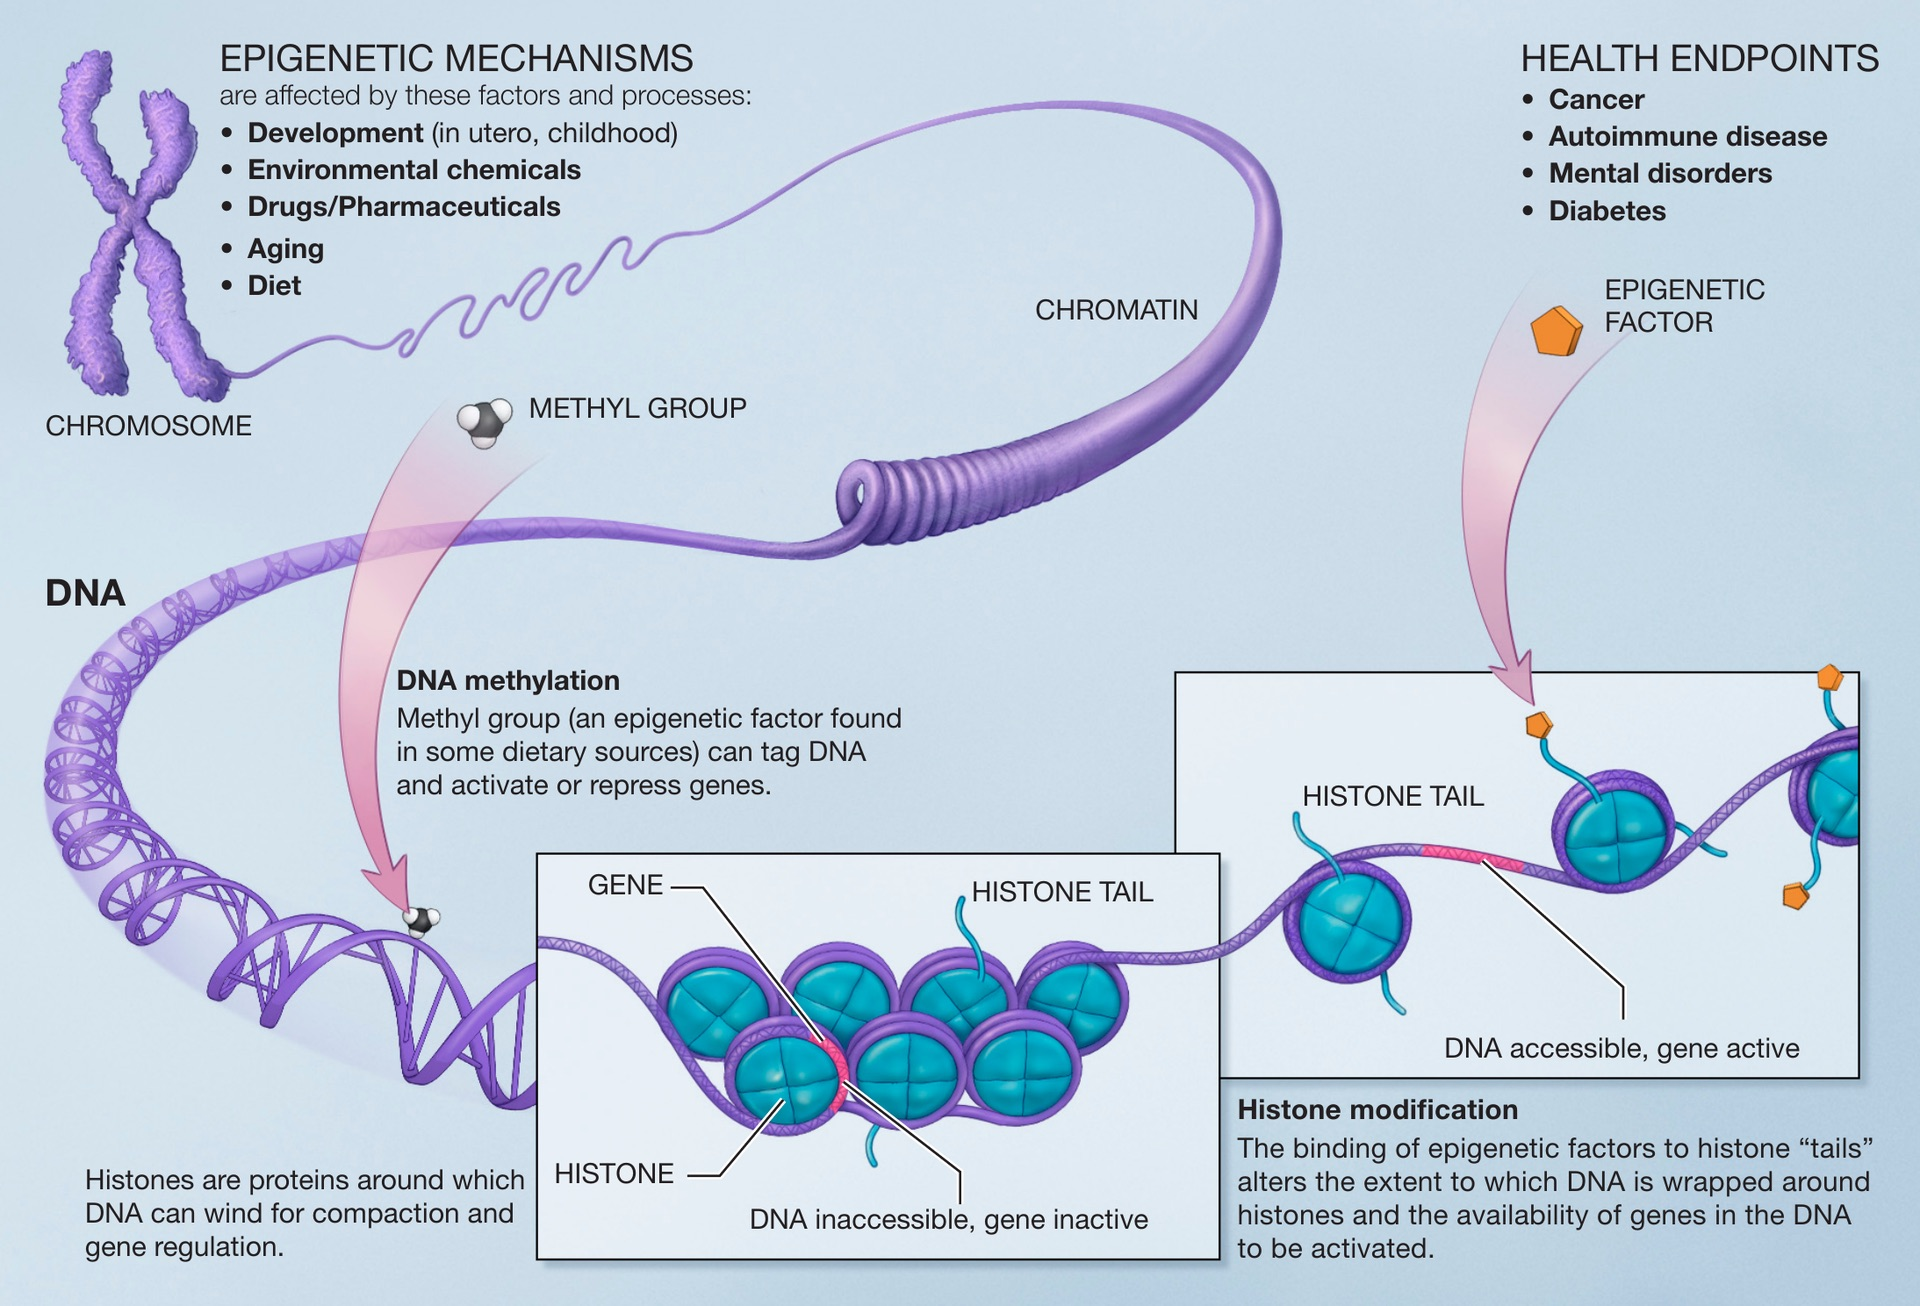 EPIGENETIC MECHANISMS
are affected by these factors and processes:
• Development (in utero, childhood)
• Environmental chemicals
• Drugs/Pharmaceuticals
• Aging
• Diet
HEALTH ENDPOINTS
• Cancer
• Autoimmune disease
• Mental disorders
• Diabetes
EPIGENETIC
FACTOR
CHROMATIN
CHROMOSOME
METHYL GROUP
DNA
DNA methylation
Methyl group (an epigenetic factor found
in some dietary sources) can tag DNA
and activate or repress genes.
HISTONE TAIL
GENE
HISTONE TAIL
DNA accessible, gene active
HISTONE
DNA inaccessible, gene inactive
Histones are proteins around which
DNA can wind for compaction and
gene regulation.
Histone modification
The binding of epigenetic factors to histone “tails”
alters the extent to which DNA is wrapped around
histones and the availability of genes in the DNA
to be activated.